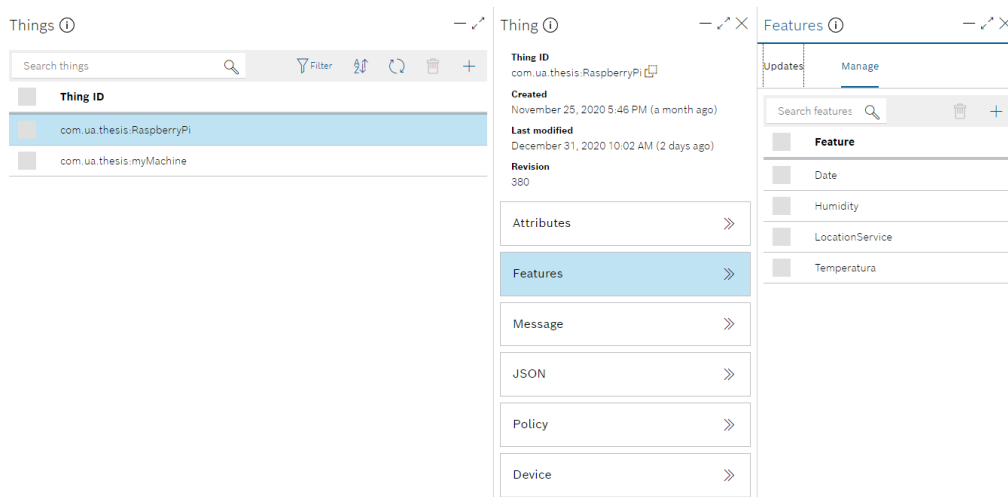 Things
Search things
Filter
Thing ID
com.ua.thesis:RaspberryPi
com.ua.thesis:myMachine
Thing
Thing ID
com.ua.thesis:RaspberryPi
Created
November 25, 2020 5:46 PM (a month ago)
Last modified
December 31, 2020 10:02 AM (2 days ago)
Revision
380
Attributes
Features
Message
JSON
Policy
Device
Features
Updates
Manage
Search features
Feature
Date
Humidity
LocationService
Temperatura